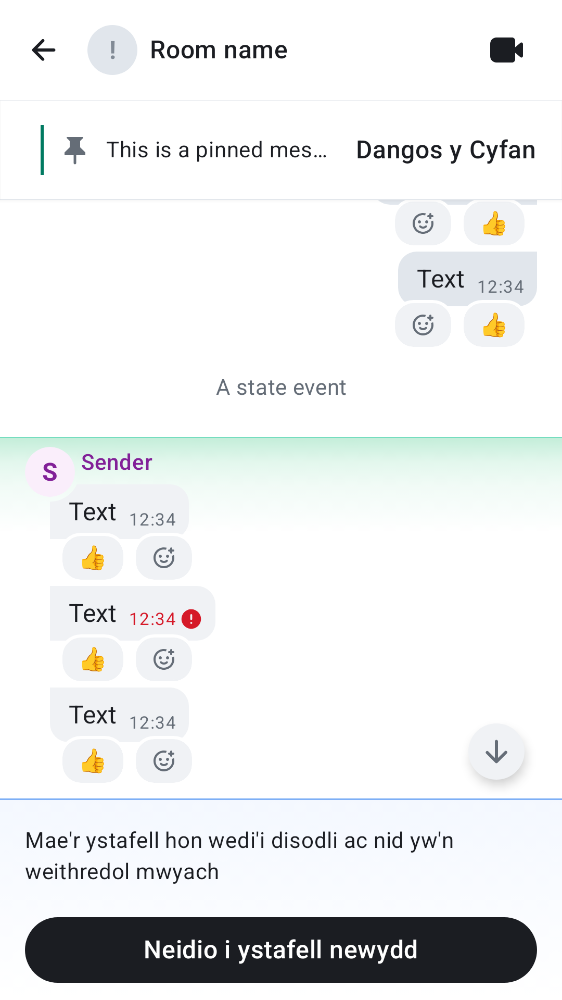 ! Room name
This is a pinned mes... Dangos y Cyfan
Text 12:34
A state event
S Sender
Text 12:34
Text 12:34 !
Text 12:34
Mae'r ystafell hon wedi'i disodli ac nid yw'n
weithredol mwyach
Neidio i ystafell newydd